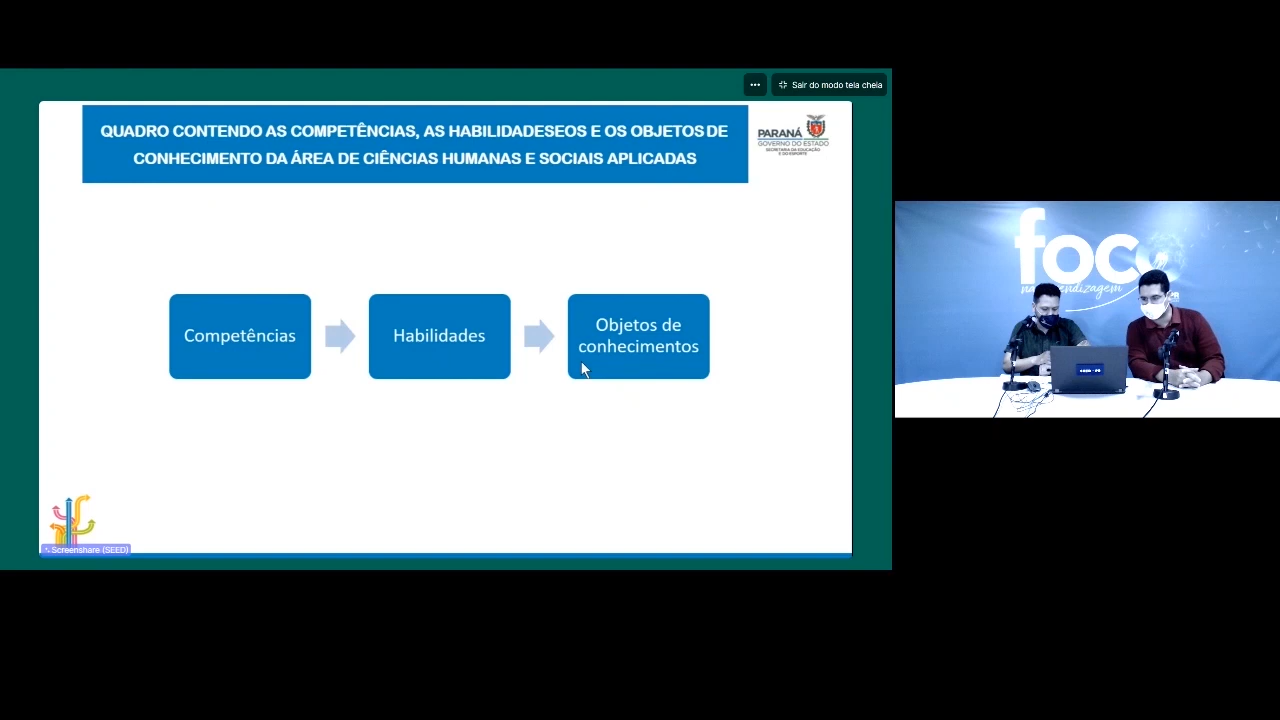 Sair do modo tela cheia
QUADRO CONTENDO AS COMPETÊNCIAS, AS HABILIDADESEOS E OS OBJETOS DE
CONHECIMENTO DA ÁREA DE CIÊNCIAS HUMANAS E SOCIAIS APLICADAS
PARANÁ
GOVERNO DO ESTADO
SECRETARIA DA EDUCAÇÃO
E DO ESPORTE
Competências
Habilidades
Objetos de
conhecimentos
Screenshare (SEED)
foco
na aprendizagem